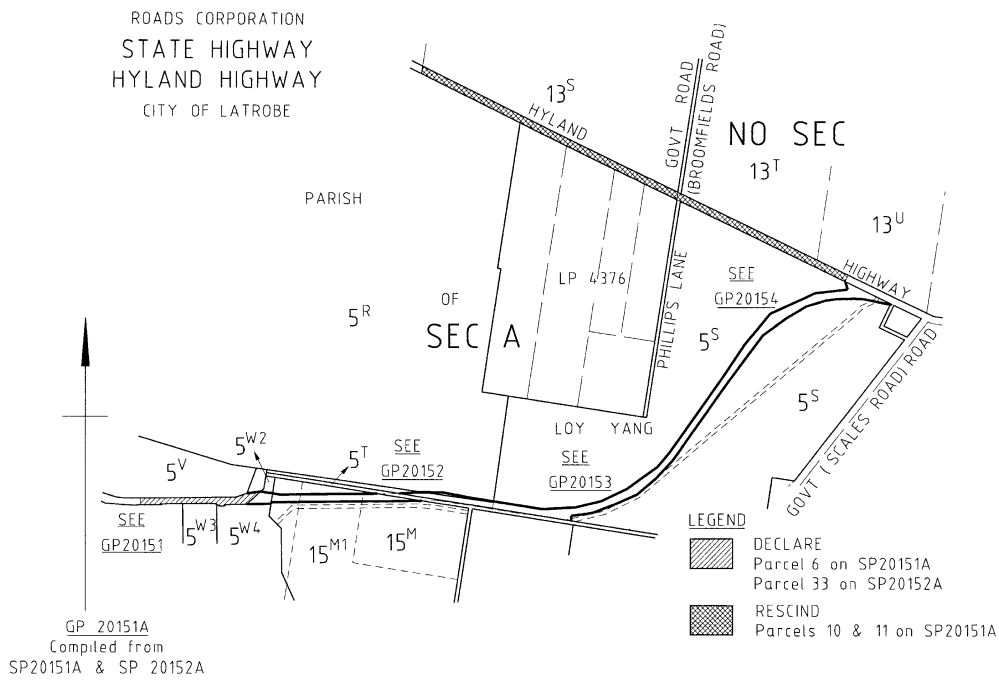 ROADS CORPORATION
STATE HIGHWAY
HYLAND HIGHWAY
CITY OF LATROBE
13S
HYLAND
GOVT ROAD
(BROOMFIELDS ROAD)
NO SEC
13T
13U
PARISH
HIGHWAY
SEE
GP20154
LP 4376
OF
5R
SEC A
PHILLIPS LANE
5S
5S
GOVT ( SCALES ROAD) ROAD
LOY YANG
5W2
5T
SEE
GP20152
SEE
GP20153
5V
SEE
GP20151
5W3
5W4
15M1
15M
LEGEND
DECLARE
Parcel 6 on SP20151A
Parcel 33 on SP20152A
RESCIND
Parcels 10 & 11 on SP20151A
GP 20151A
Compiled from
SP20151A & SP 20152A